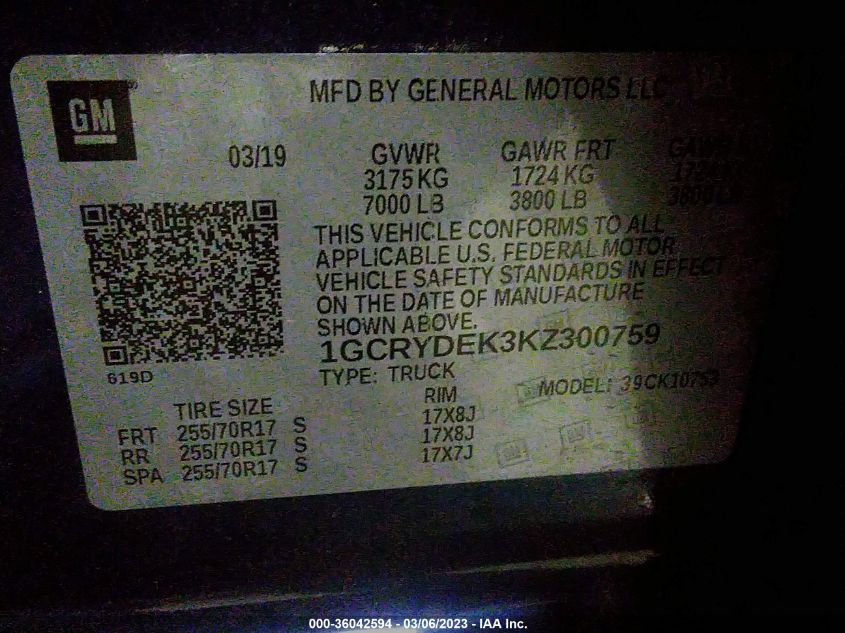 GM
MFD BY GENERAL MOTORS LLC
03/19 GVWR GAWR FRT
3175 KG 1724 KG
7000 LB 3800 LB 3800 LB
THIS VEHICLE CONFORMS TO ALL
APPLICABLE U.S. FEDERAL MOTOR
VEHICLE SAFETY STANDARDS IN EFFECT
ON THE DATE OF MANUFACTURE
SHOWN ABOVE.
1GCRYDEK3KZ300759
619D TYPE: TRUCK MODEL:
TIRE SIZE RIM
FRT 255/70R17 S 17X8J
RR 255/70R17 S 17X8J
SPA 255/70R17 S 17X7J
000-36042594 - 03/06/2023 - IAA Inc.